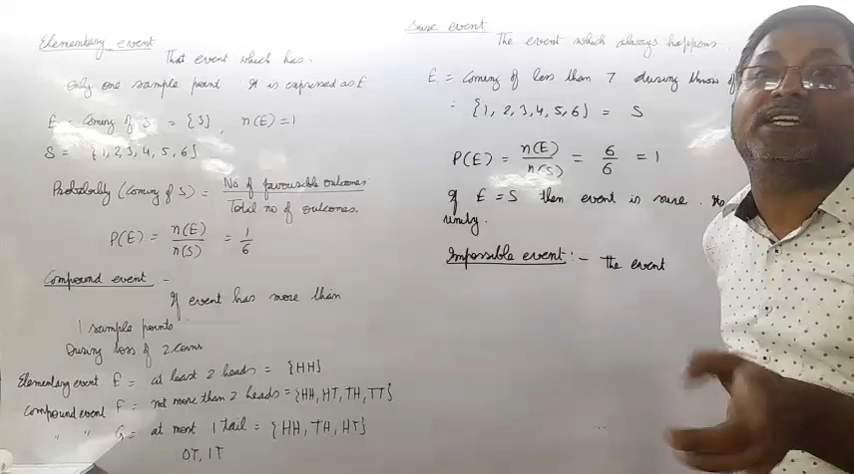 Elementary event
That event which has
Only one sample point It is expressed as E
E = Coming of 5 = {5} , n(E) = 1
S = {1, 2, 3, 4, 5, 6}
Probability (Coming of 5) = No of favourable outcomes
Total no of outcomes.
P(E) = n(E) / n(S) = 1 / 6
Compound event :-
If event has more than
1 sample points
During toss of 2 coins
Elementary event E = at least 2 heads = {HH}
Compound event F = not more than 2 heads = {HH, HT, TH, TT}
" " G = at most 1 tail = {HH, TH, HT}
0T, 1T
Sure event
The event which always happens.
E = Coming of less than 7 during throw of
= {1, 2, 3, 4, 5, 6} = S
P(E) = n(E) / n(S) = 6 / 6 = 1
If E = S then event is sure .
unity.
Impossible event :- The event